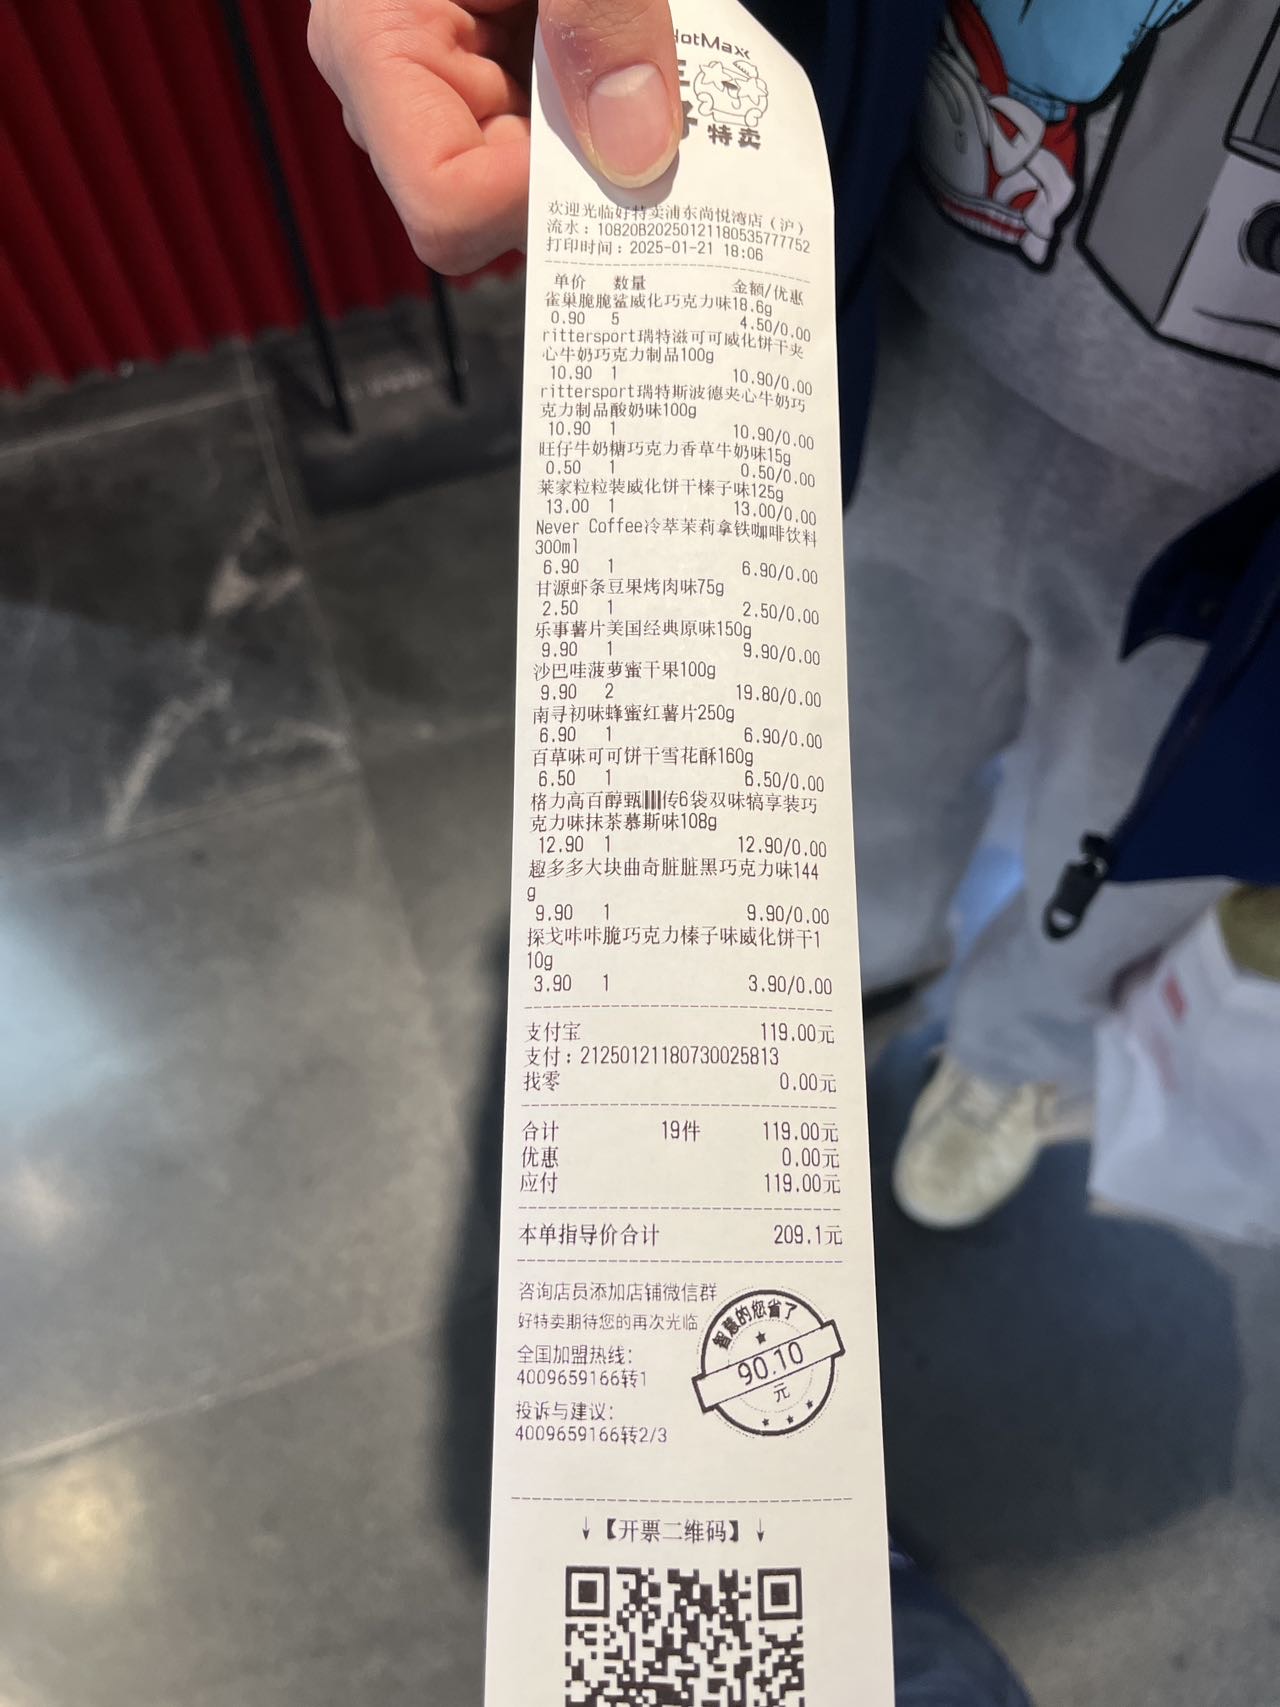 HotMaxx
特卖
欢迎光临好特卖浦东尚悦湾店（沪）
流水：10820B20250121180535777752
打印时间：2025-01-21 18:06
单价 数量 金额/优惠
雀巢脆脆鲨威化巧克力味18.6g
0.90 5 4.50/0.00
rittersport瑞特滋可可威化饼干夹
心牛奶巧克力制品100g
10.90 1 10.90/0.00
rittersport瑞特斯波德夹心牛奶巧
克力制品酸奶味100g
10.90 1 10.90/0.00
旺仔牛奶糖巧克力香草牛奶味15g
0.50 1 0.50/0.00
莱家粒粒装威化饼干榛子味125g
13.00 1 13.00/0.00
Never Coffee冷萃茉莉拿铁咖啡饮料
300ml
6.90 1 6.90/0.00
甘源虾条豆果烤肉味75g
2.50 1 2.50/0.00
乐事薯片美国经典原味150g
9.90 1 9.90/0.00
沙巴哇菠萝蜜干果100g
9.90 2 19.80/0.00
南寻初味蜂蜜红薯片250g
6.90 1 6.90/0.00
百草味可可饼干雪花酥160g
6.50 1 6.50/0.00
格力高百醇甄传6袋双味犒享装巧
克力味抹茶慕斯味108g
12.90 1 12.90/0.00
趣多多大块曲奇脏脏黑巧克力味144
g
9.90 1 9.90/0.00
探戈咔咔脆巧克力榛子味威化饼干1
10g
3.90 1 3.90/0.00
支付宝 119.00元
支付：21250121180730025813
找零 0.00元
合计 19件 119.00元
优惠 0.00元
应付 119.00元
本单指导价合计 209.1元
咨询店员添加店铺微信群
好特卖期待您的再次光临
全国加盟热线：
4009659166转1
投诉与建议：
4009659166转2/3
智慧的您省了
90.10
元
↓【开票二维码】↓